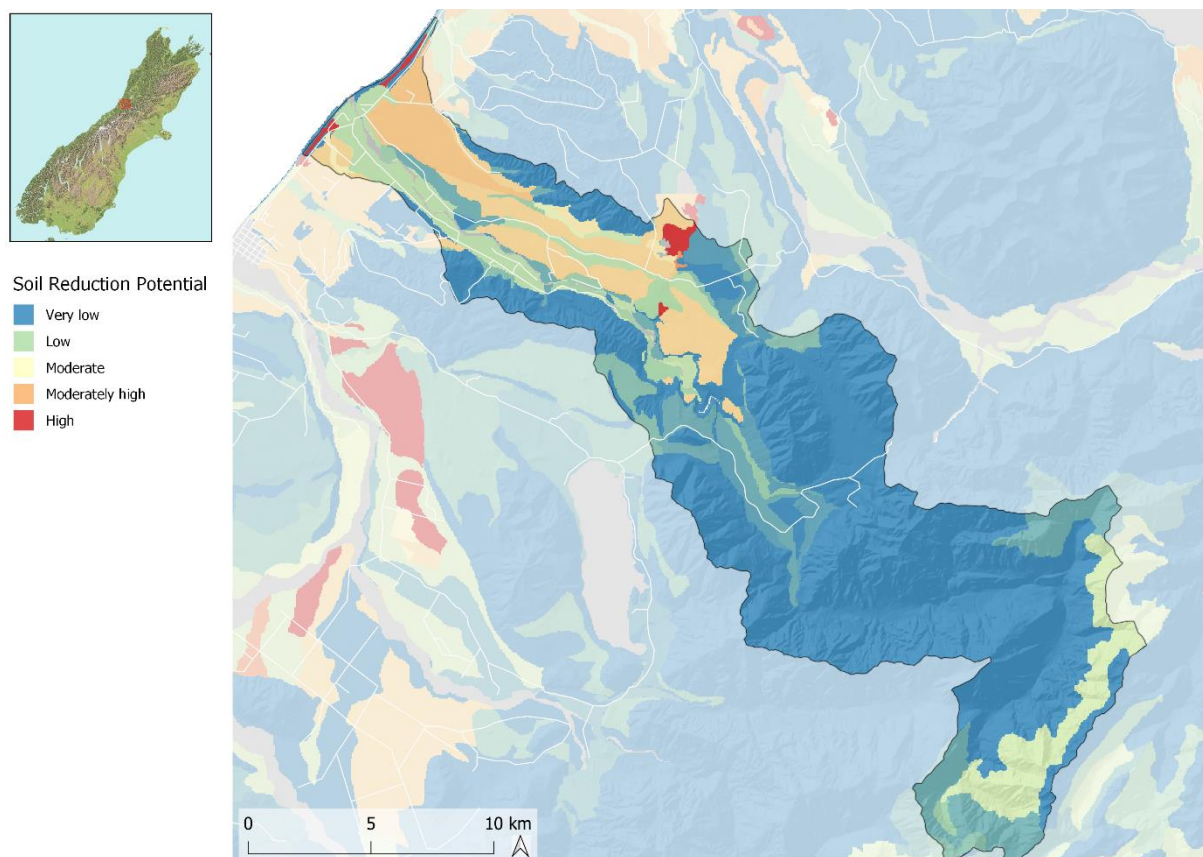 Soil Reduction Potential
Very low
Low
Moderate
Moderately high
High
0 5 10 km